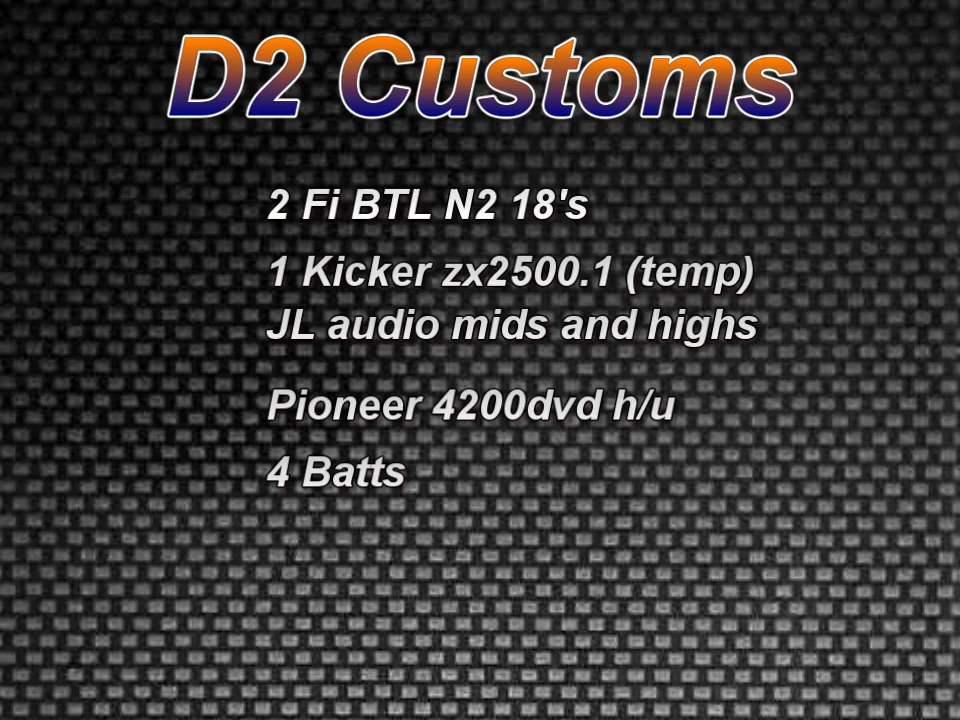 D2 Customs
2 Fi BTL N2 18's
1 Kicker zx2500.1 (temp)
JL audio mids and highs
Pioneer 4200dvd h/u
4 Batts